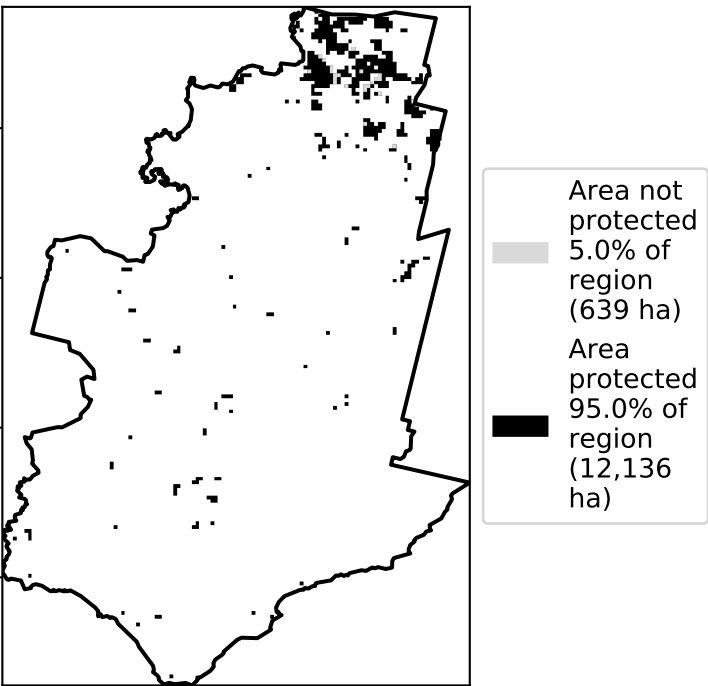 Area not
protected
5.0% of
region
(639 ha)
Area
protected
95.0% of
region
(12,136
ha)